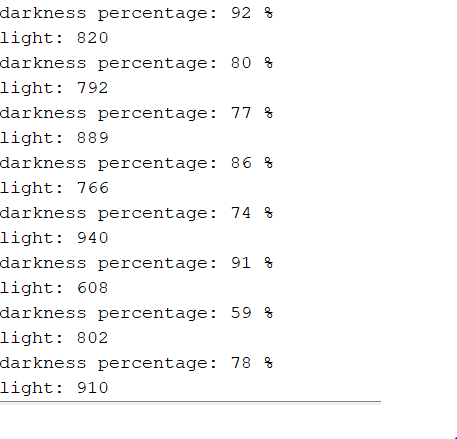 darkness percentage: 92 %
light: 820
darkness percentage: 80 %
light: 792
darkness percentage: 77 %
light: 889
darkness percentage: 86 %
light: 766
darkness percentage: 74 %
light: 940
darkness percentage: 91 %
light: 608
darkness percentage: 59 %
light: 802
darkness percentage: 78 %
light: 910